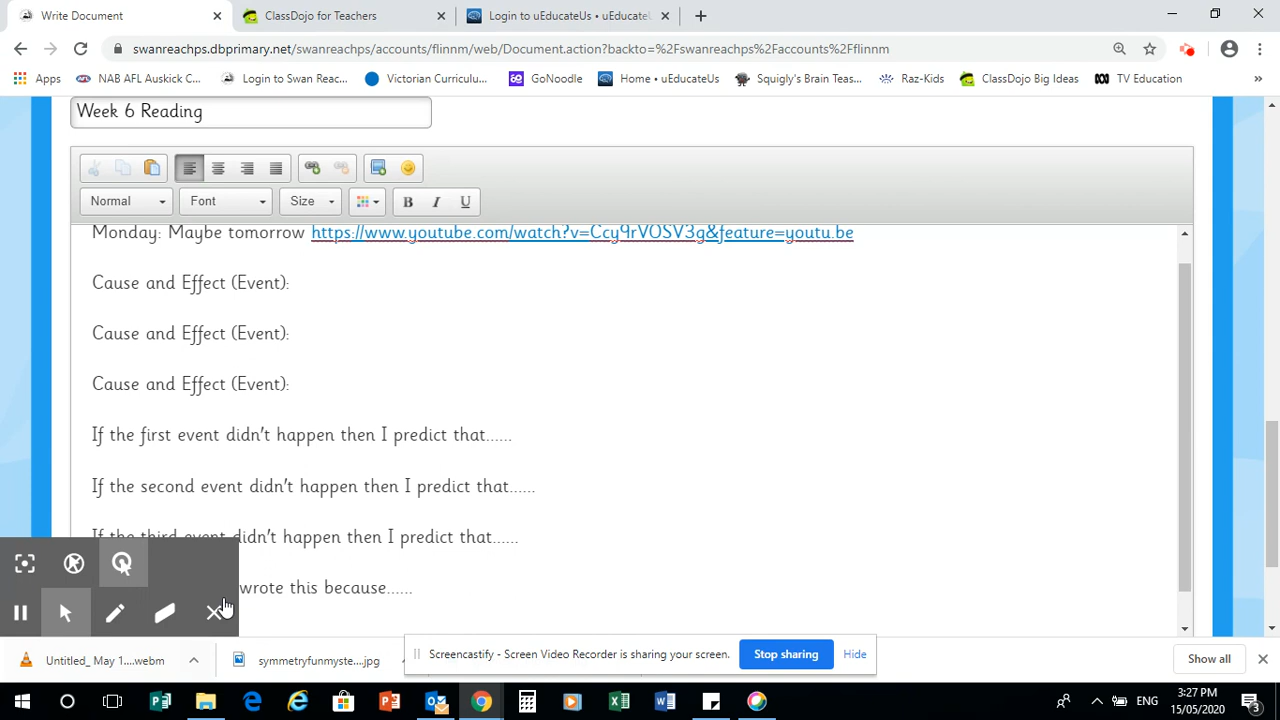 Write Document
ClassDojo for Teachers
Login to uEducateUs • uEducate
swanreachps.dbprimary.net/swanreachps/accounts/flinnm/web/Document.action?backto=%2Fswanreachps%2Faccounts%2Fflinnm
Apps
NAB AFL Auskick C...
Login to Swan Reac...
Victorian Curriculu...
GoNoodle
Home • uEducateUs
Squigly's Brain Teas...
Raz-Kids
ClassDojo Big Ideas
TV Education
Week 6 Reading
Normal
Font
Size
B
I
U
Monday: Maybe tomorrow https://www.youtube.com/watch?v=Ccy9rVOSV3g&feature=youtu.be
Cause and Effect (Event):
Cause and Effect (Event):
Cause and Effect (Event):
If the first event didn't happen then I predict that......
If the second event didn't happen then I predict that......
If the third event didn't happen then I predict that......
wrote this because......
Untitled_ May 1....webm
symmetryfunmyste....jpg
Screencastify - Screen Video Recorder is sharing your screen.
Stop sharing
Hide
Show all
ENG
3:27 PM
15/05/2020
3